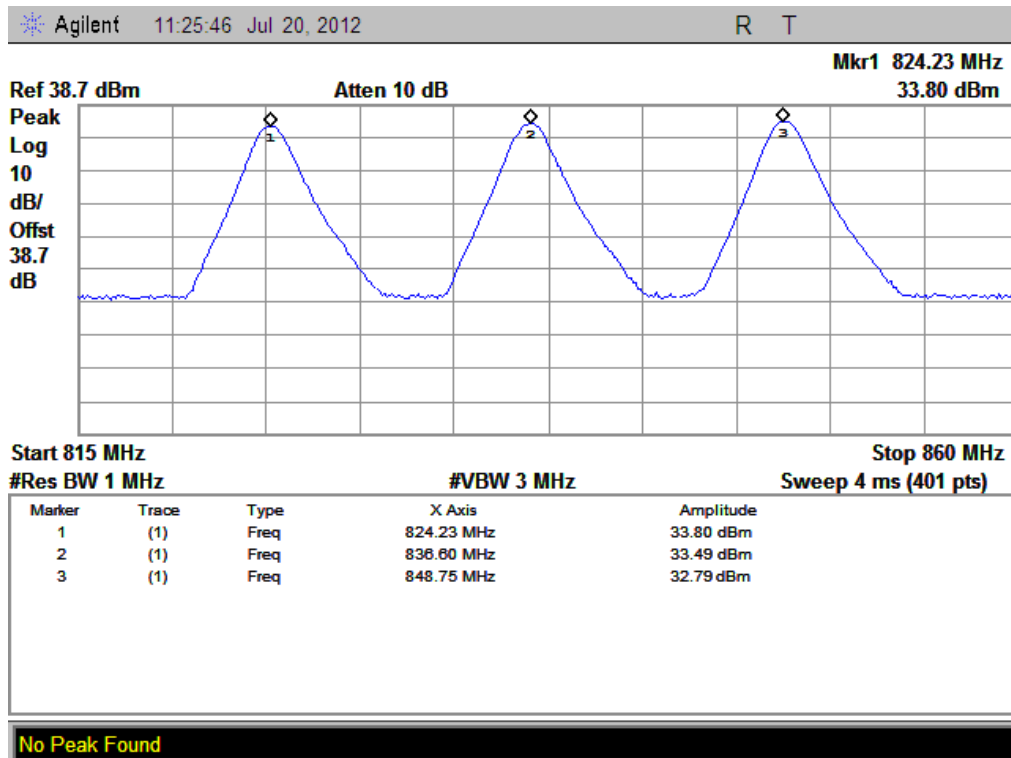 Agilent 11:25:46 Jul 20, 2012 R T
Mkr1 824.23 MHz
Ref 38.7 dBm Atten 10 dB 33.80 dBm
Peak
Log
10
dB/
Offst
38.7
dB
1 2 3
Start 815 MHz Stop 860 MHz
#Res BW 1 MHz #VBW 3 MHz Sweep 4 ms (401 pts)
Marker Trace Type X Axis Amplitude
1 (1) Freq 824.23 MHz 33.80 dBm
2 (1) Freq 836.60 MHz 33.49 dBm
3 (1) Freq 848.75 MHz 32.79 dBm
No Peak Found